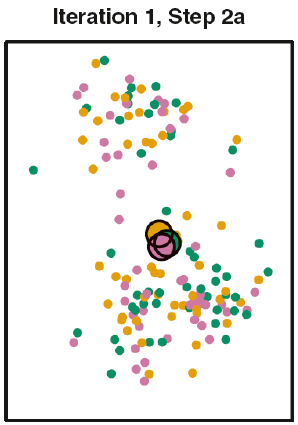 Iteration 1, Step 2a